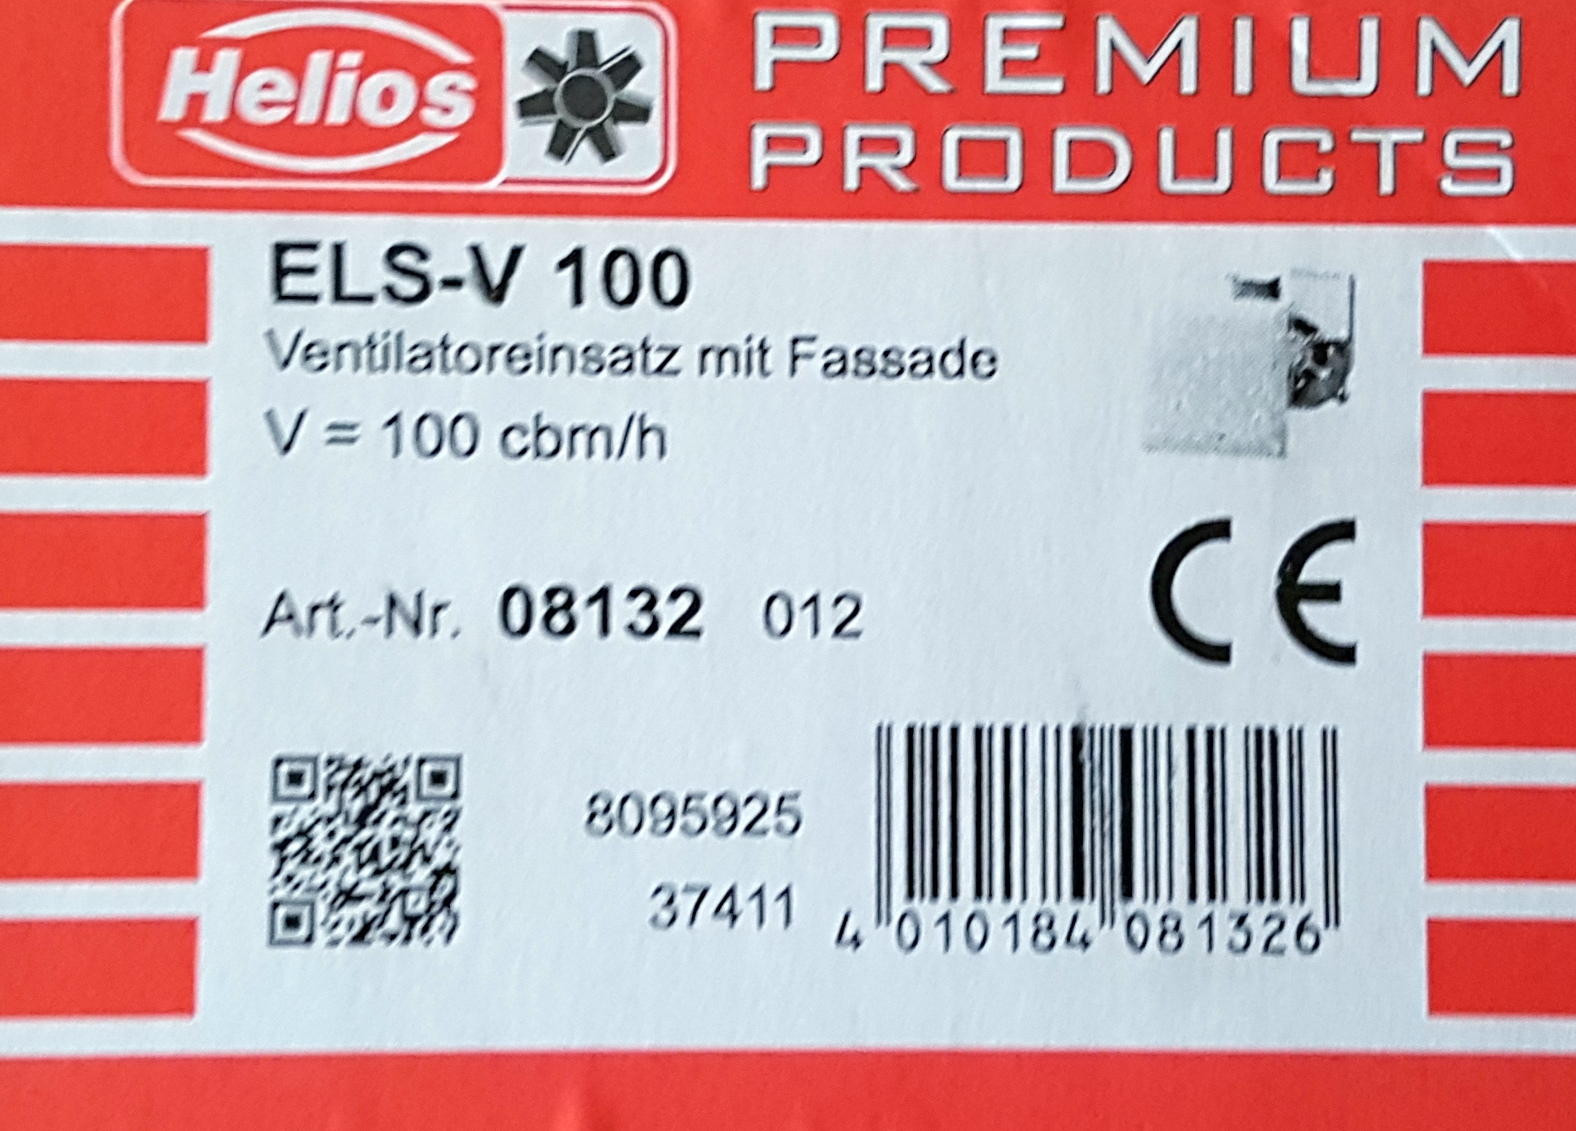 Helios
PREMIUM
PRODUCTS
ELS-V 100
Ventilatoreinsatz mit Fassade
V = 100 cbm/h
Art.-Nr. 08132 012
CE
8095925
37411
4 010184 081326